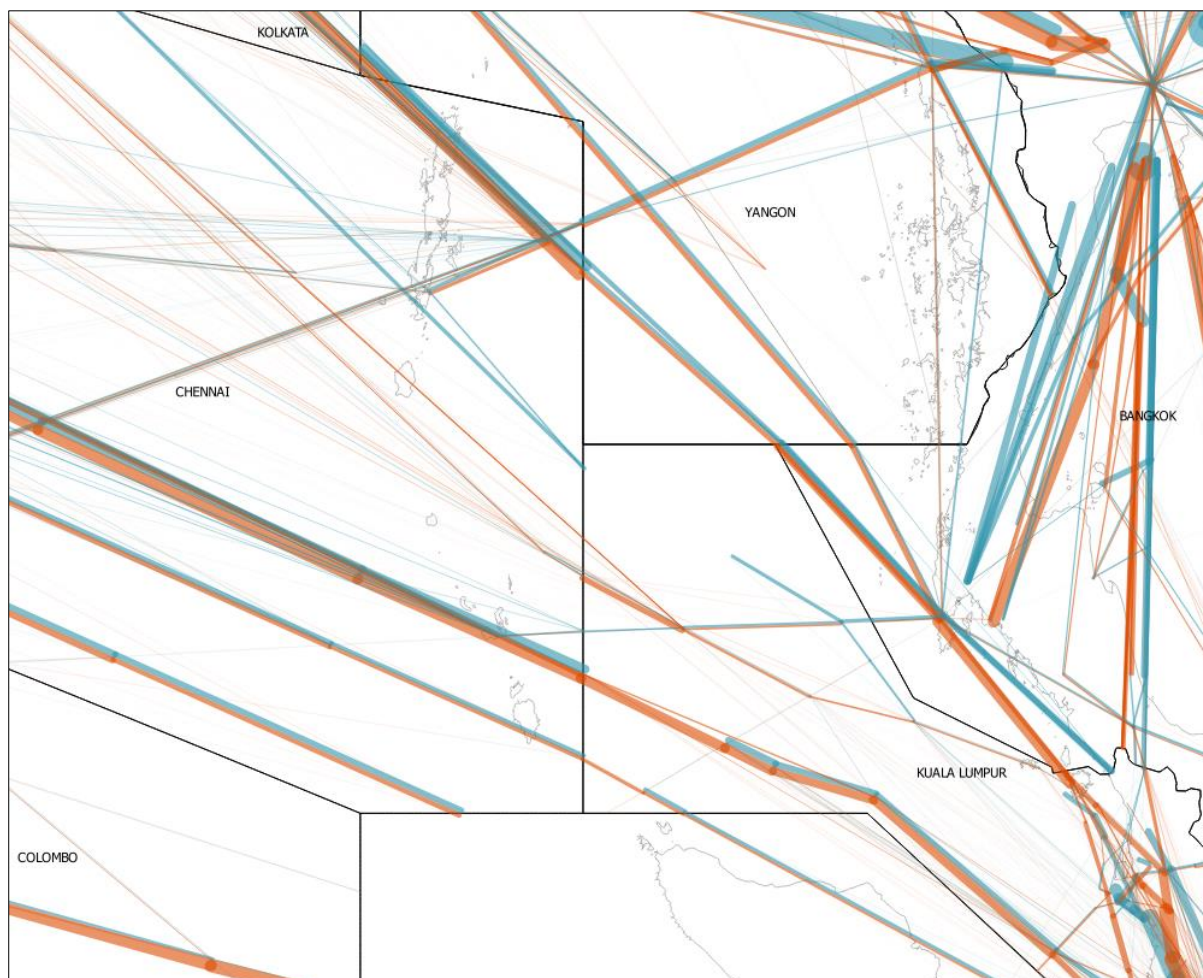 KOLKATA
YANGON
CHENNAI
BANGKOK
KUALA LUMPUR
COLOMBO